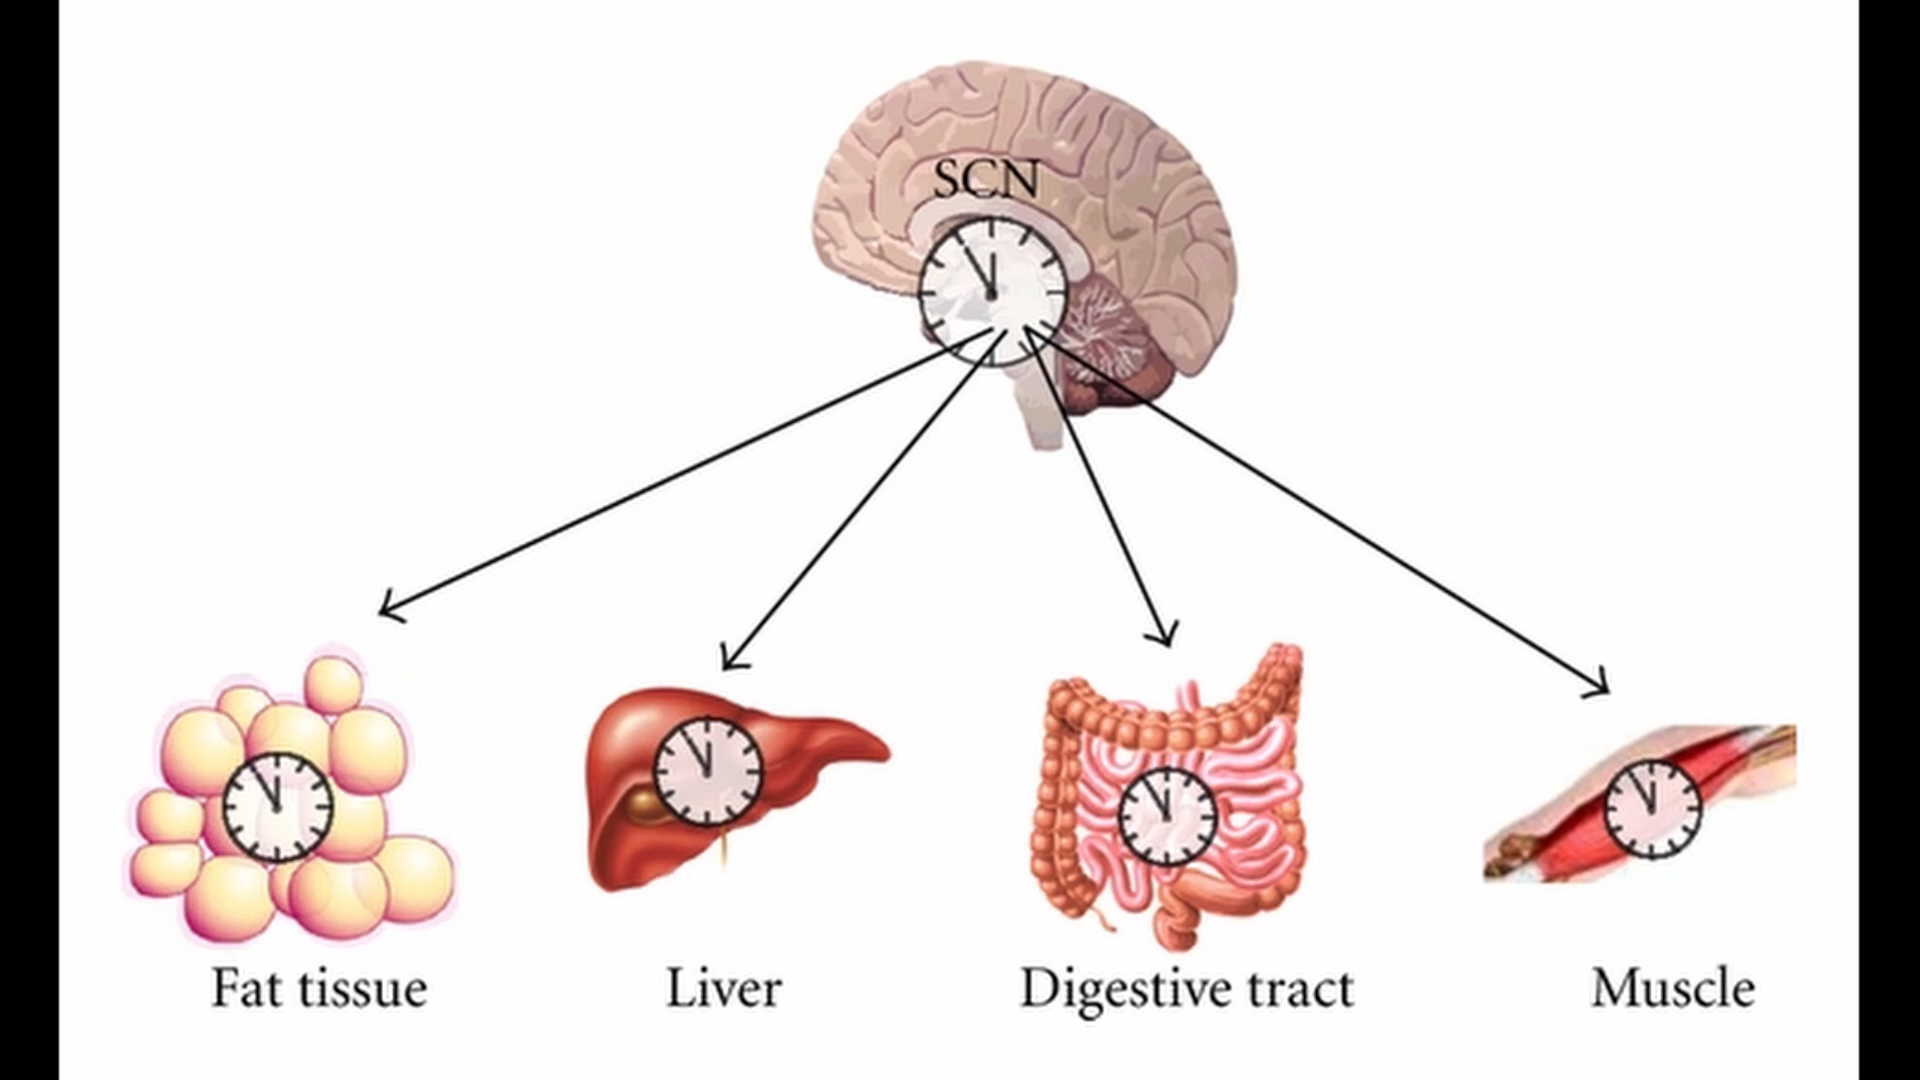 SCN
Fat tissue
Liver
Digestive tract
Muscle